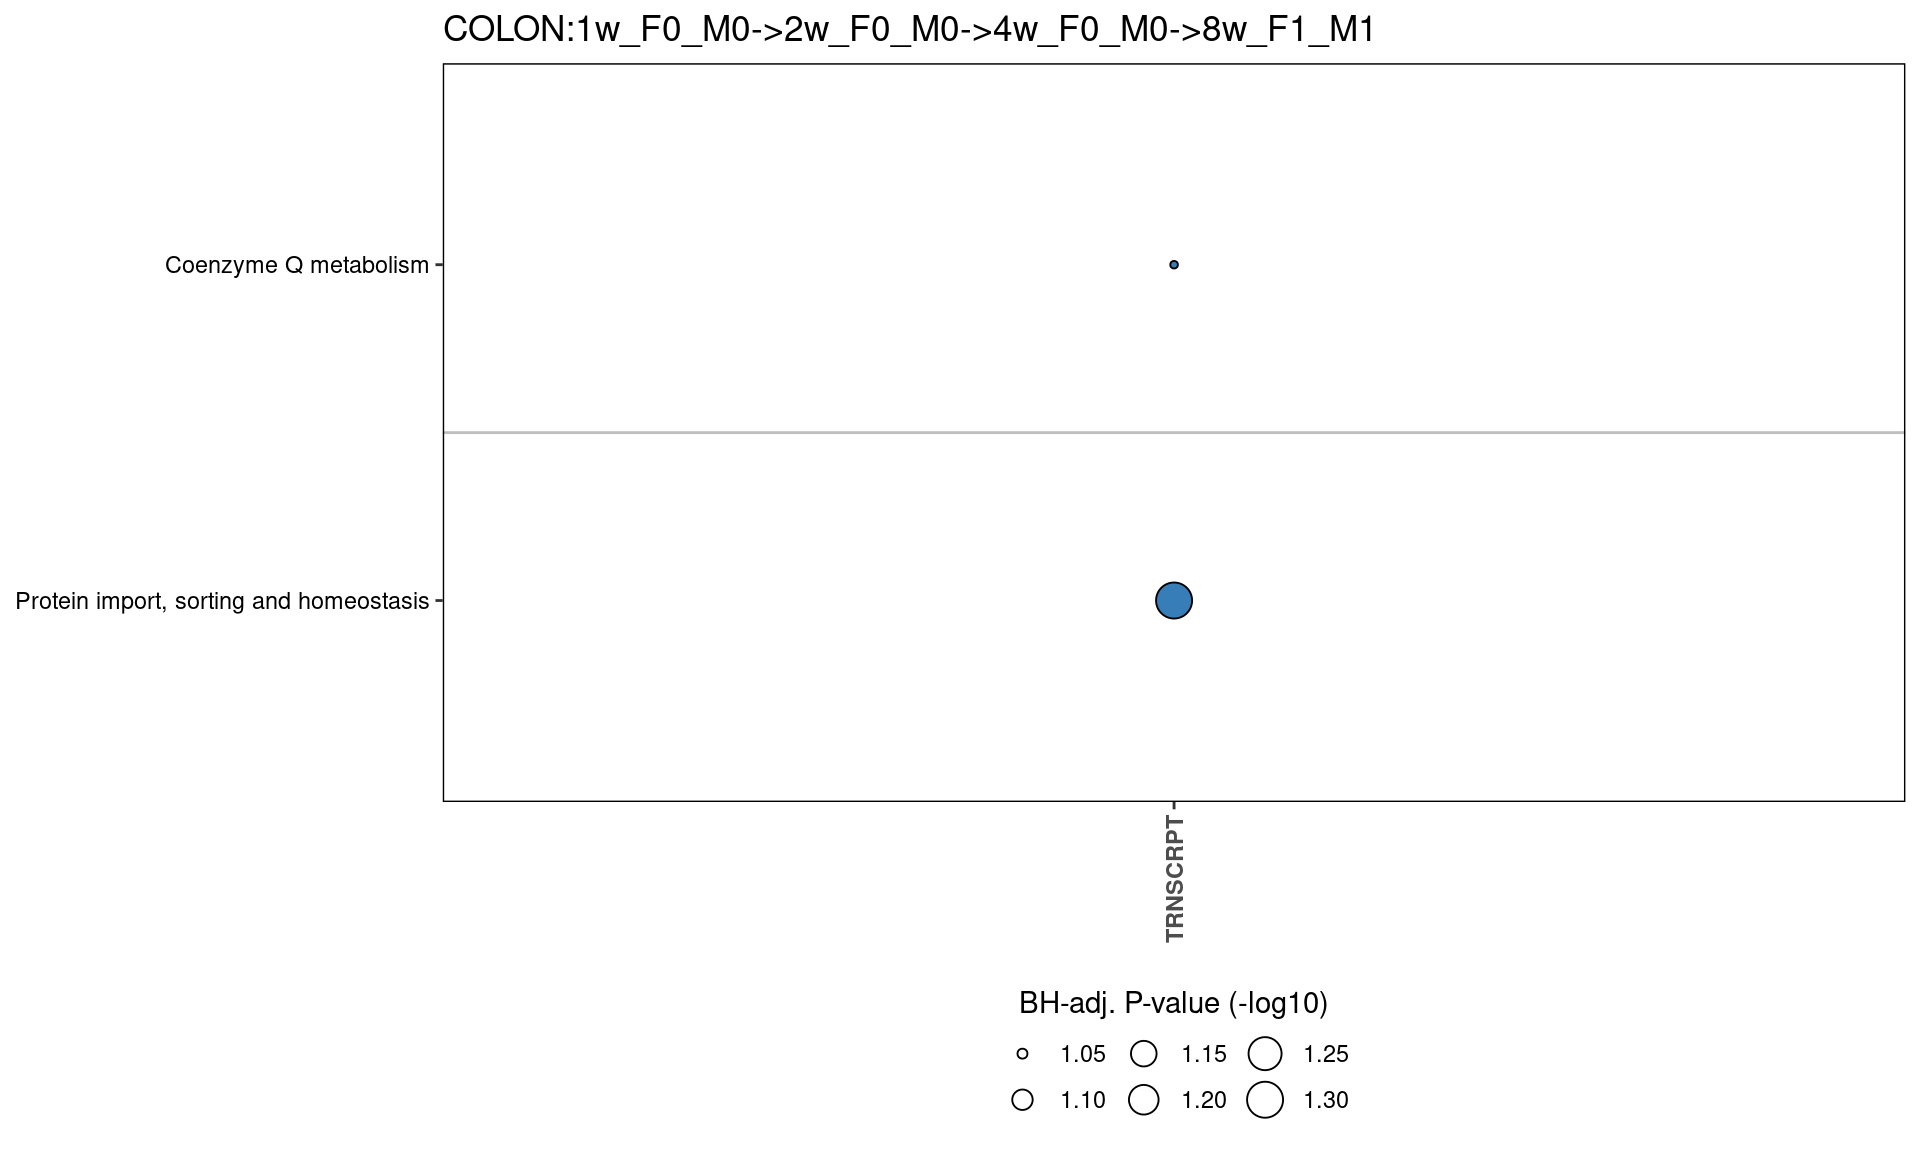 COLON:1w_F0_M0->2w_F0_M0->4w_F0_M0->8w_F1_M1
Coenzyme Q metabolism
Protein import, sorting and homeostasis
TRNSCRPT
BH-adj. P-value (-log10)
1.05 1.15 1.25
1.10 1.20 1.30